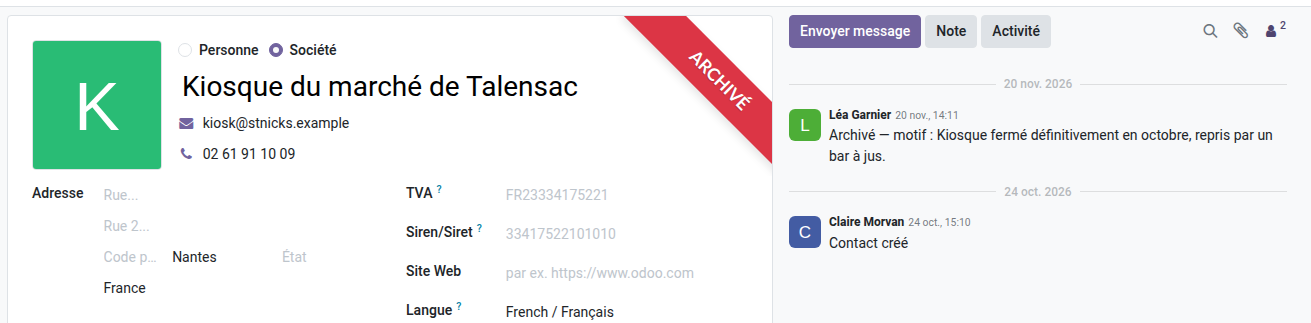 K
Personne Société
Kiosque du marché de Talensac
kiosk@stnicks.example
02 61 91 10 09
ARCHIVÉ
Adresse
Rue...
Rue 2...
Code p... Nantes État
France
TVA ? FR23334175221
Siren/Siret ? 33417522101010
Site Web par ex. https://www.odoo.com
Langue ? French / Français
Envoyer message Note Activité 2
20 nov. 2026
L
Léa Garnier 20 nov., 14:11
Archivé — motif : Kiosque fermé définitivement en octobre, repris par un
bar à jus.
24 oct. 2026
C
Claire Morvan 24 oct., 15:10
Contact créé